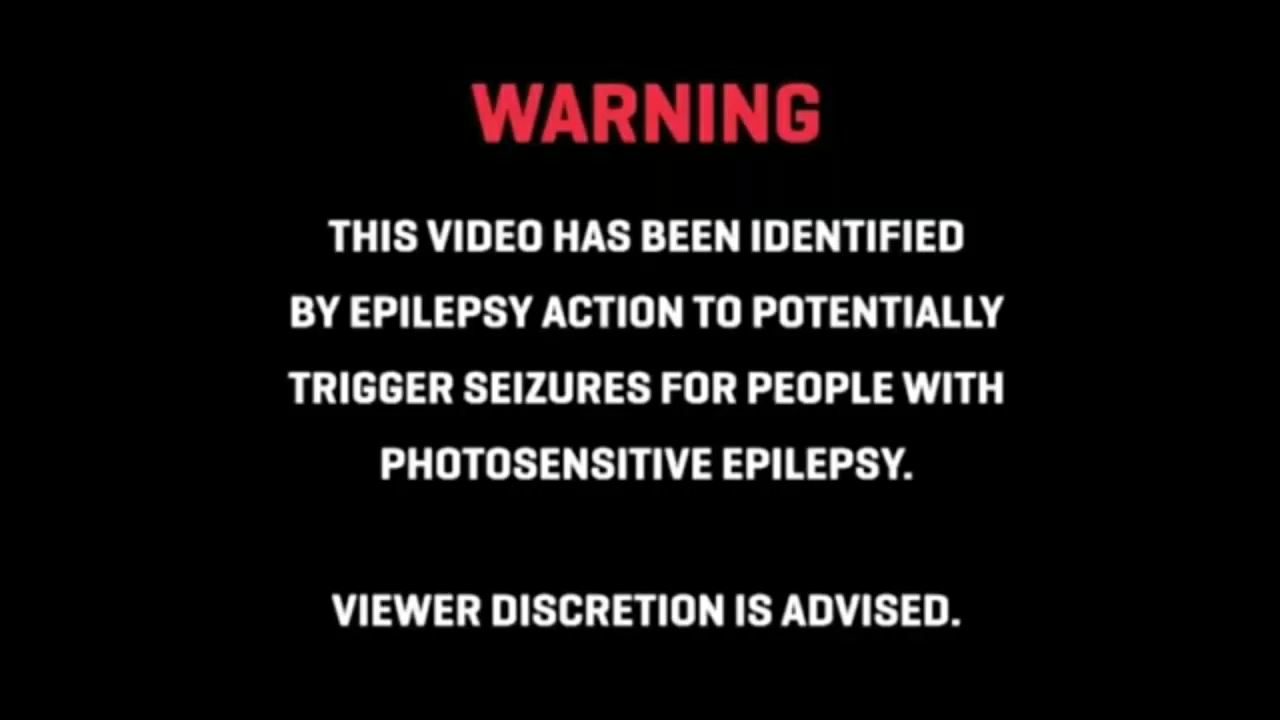 WARNING
THIS VIDEO HAS BEEN IDENTIFIED
BY EPILEPSY ACTION TO POTENTIALLY
TRIGGER SEIZURES FOR PEOPLE WITH
PHOTOSENSITIVE EPILEPSY.
VIEWER DISCRETION IS ADVISED.